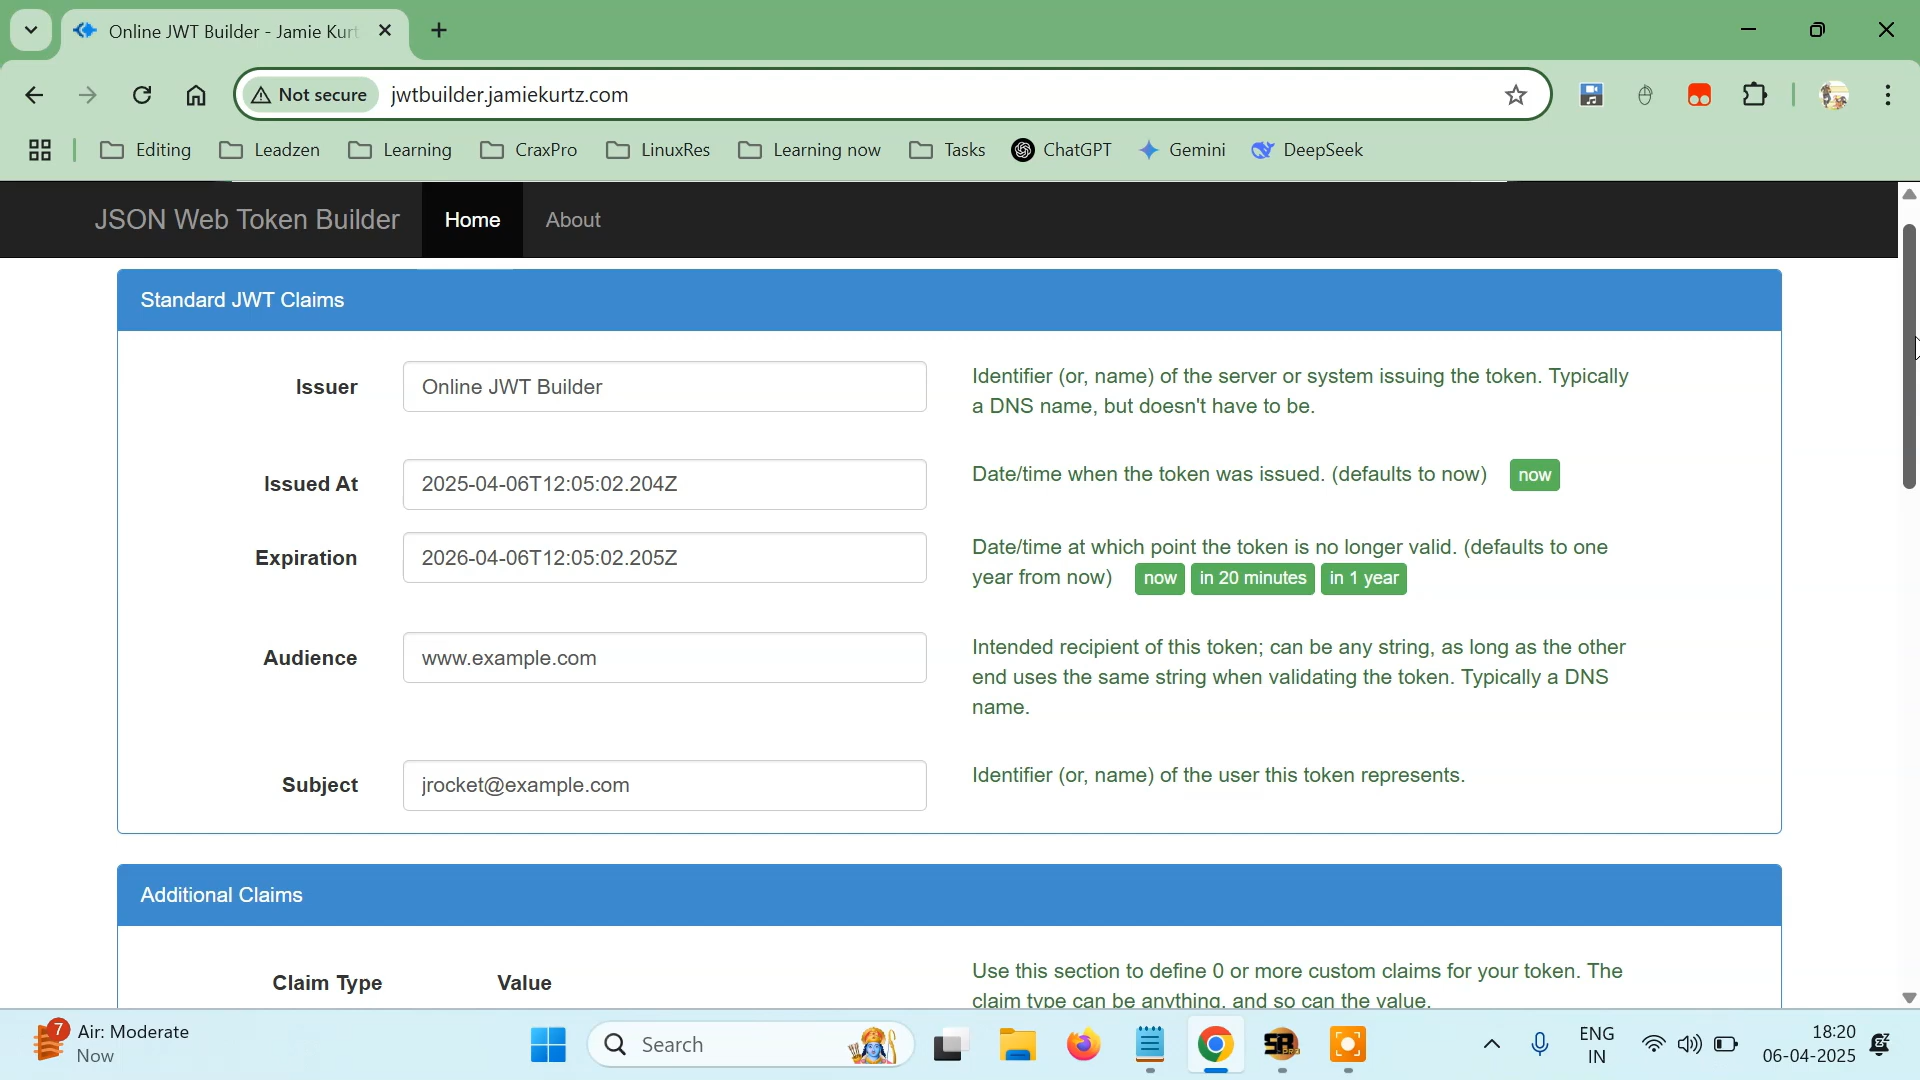 Online JWT Builder - Jamie Kurt
Not secure
jwtbuilder.jamiekurtz.com
Editing
Leadzen
Learning
CraxPro
LinuxRes
Learning now
Tasks
ChatGPT
Gemini
DeepSeek
JSON Web Token Builder
Home
About
Standard JWT Claims
Issuer
Online JWT Builder
Identifier (or, name) of the server or system issuing the token. Typically
a DNS name, but doesn't have to be.
Issued At
2025-04-06T12:05:02.204Z
Date/time when the token was issued. (defaults to now)
now
Expiration
2026-04-06T12:05:02.205Z
Date/time at which point the token is no longer valid. (defaults to one
year from now)
now
in 20 minutes
in 1 year
Audience
www.example.com
Intended recipient of this token; can be any string, as long as the other
end uses the same string when validating the token. Typically a DNS
name.
Subject
jrocket@example.com
Identifier (or, name) of the user this token represents.
Additional Claims
Claim Type
Value
Use this section to define 0 or more custom claims for your token. The
claim type can be anything, and so can the value.
7
Air: Moderate
Now
Search
SB
ENG
IN
18:20
06-04-2025